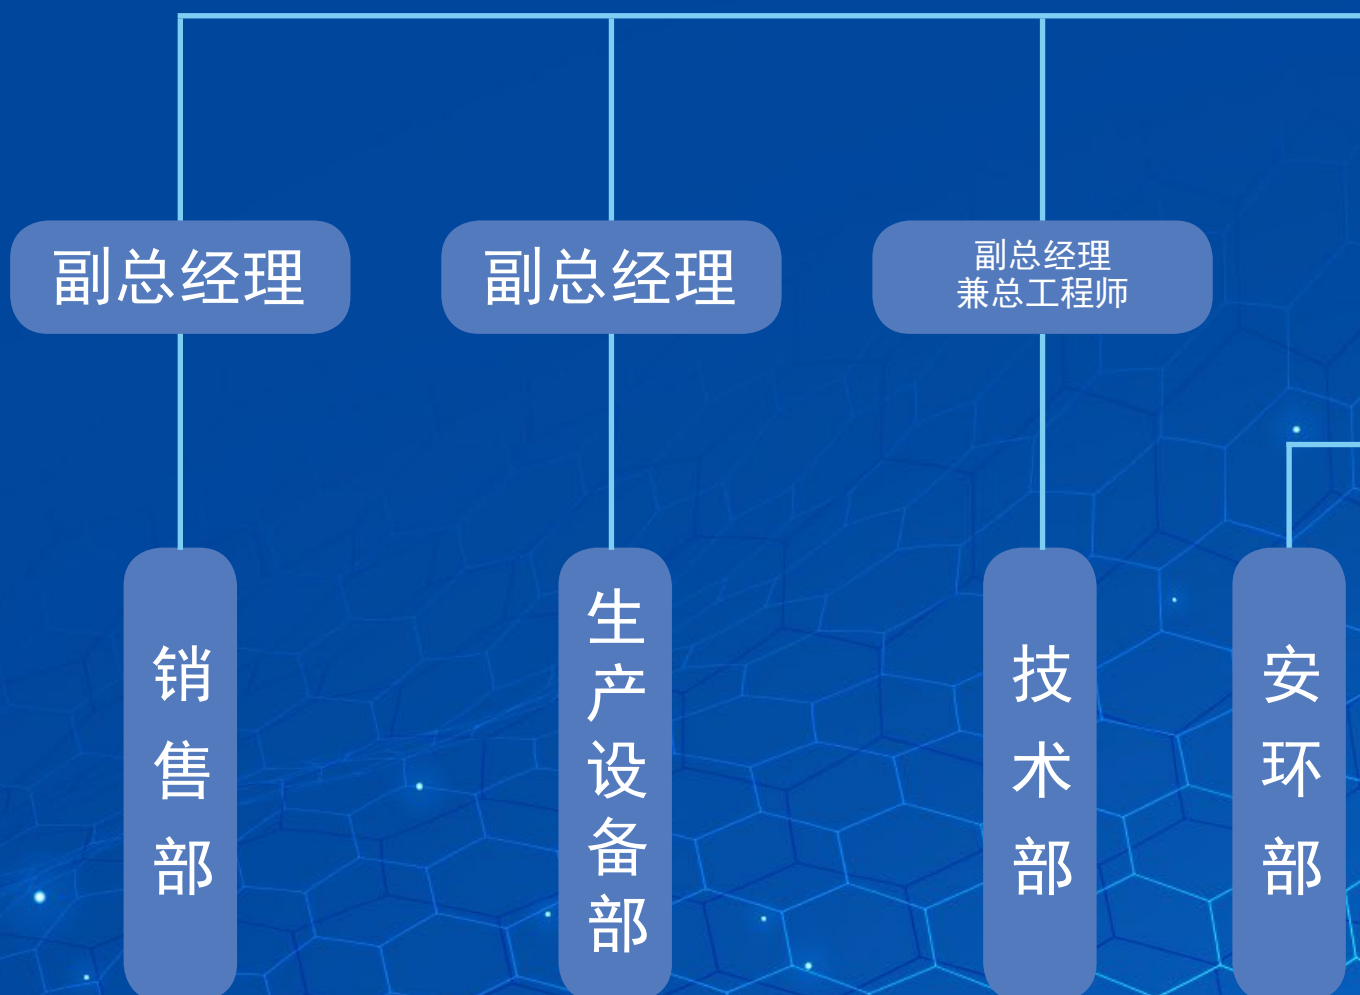 副总经理
副总经理
副总经理
兼总工程师
销售部
生产设备部
技术部
安环部